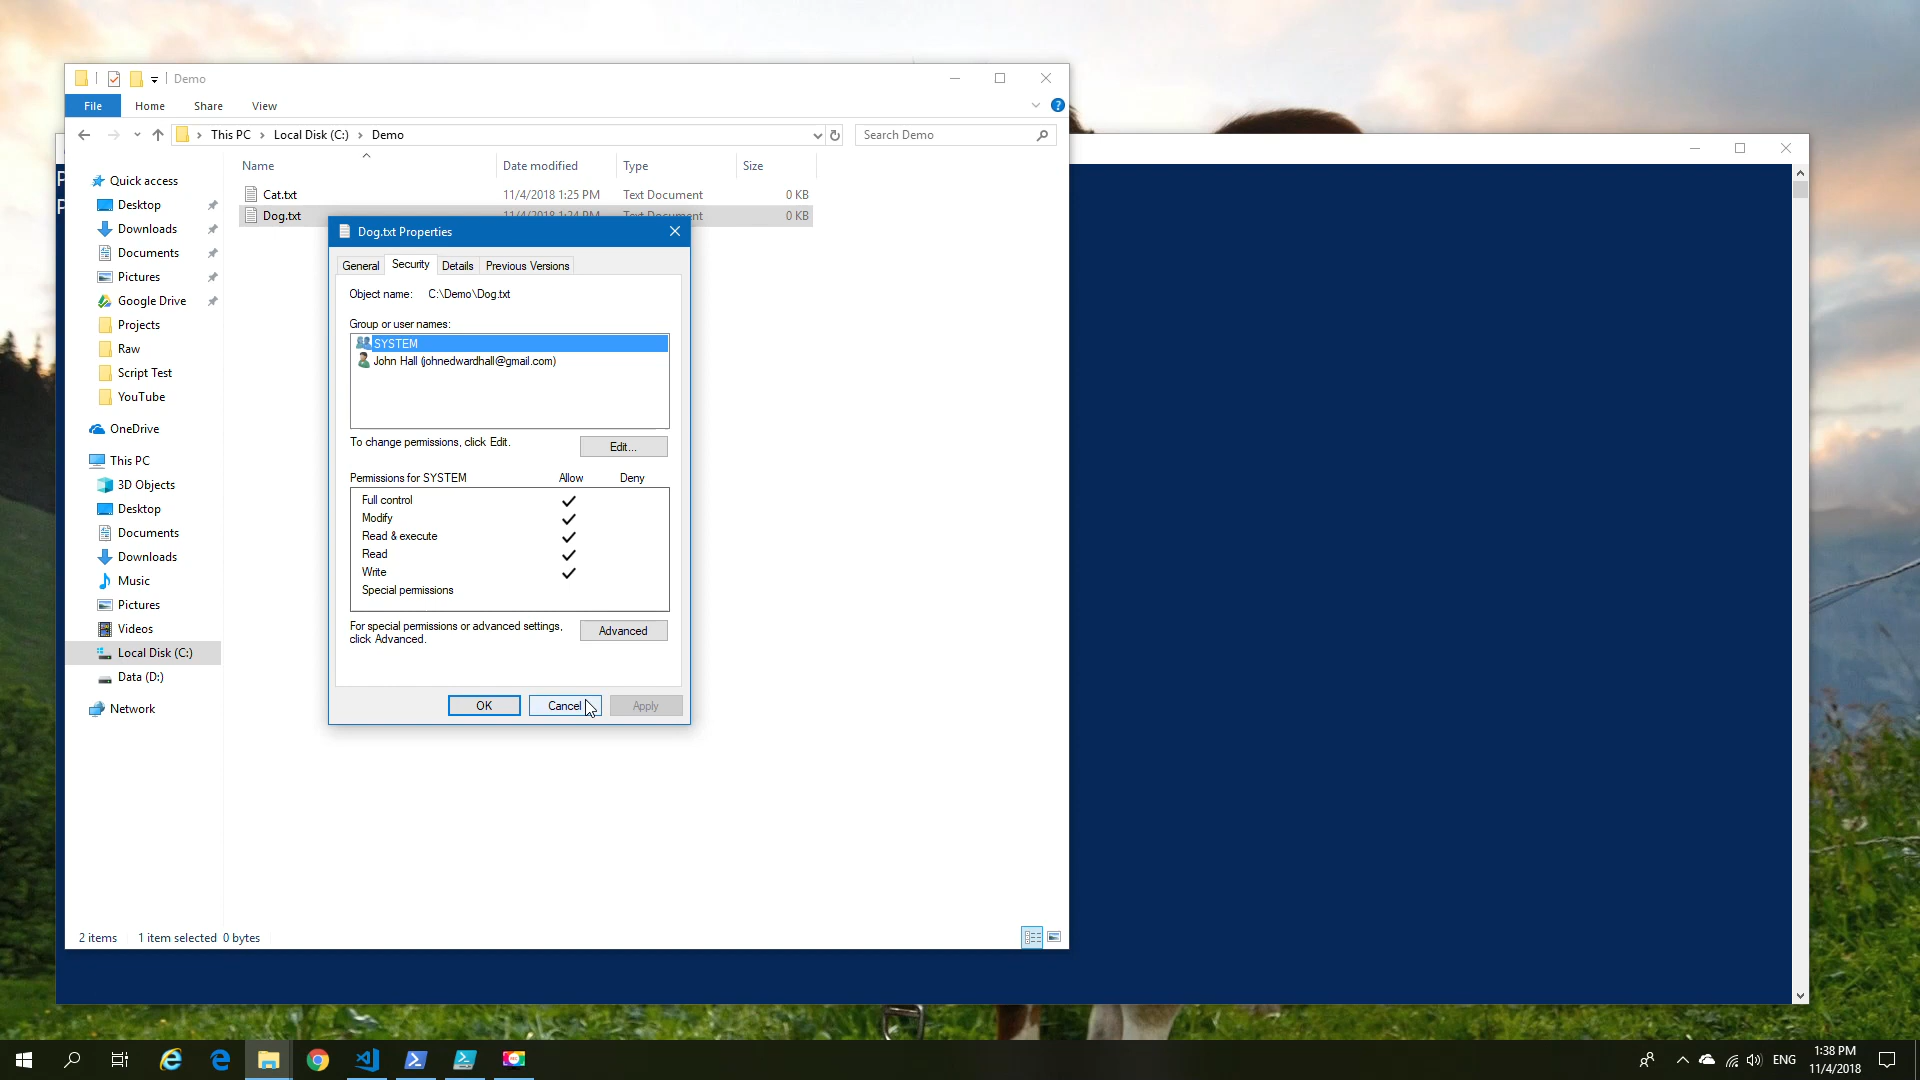 Demo
File Home Share View
This PC Local Disk (C:) Demo
Search Demo
Name Date modified Type Size
Cat.txt 11/4/2018 1:25 PM Text Document 0 KB
Dog.txt 11/4/2018 1:24 PM Text Document 0 KB
Quick access
Desktop
Downloads
Documents
Pictures
Google Drive
Projects
Raw
Script Test
YouTube
OneDrive
This PC
3D Objects
Desktop
Documents
Downloads
Music
Pictures
Videos
Local Disk (C:)
Data (D:)
Network
2 items 1 item selected 0 bytes
Dog.txt Properties
General Security Details Previous Versions
Object name: C:\Demo\Dog.txt
Group or user names:
SYSTEM
John Hall (johnedwardhall@gmail.com)
To change permissions, click Edit.
Edit...
Permissions for SYSTEM Allow Deny
Full control
Modify
Read & execute
Read
Write
Special permissions
For special permissions or advanced settings,
click Advanced.
Advanced
OK Cancel Apply
P
P
ENG
1:38 PM
11/4/2018